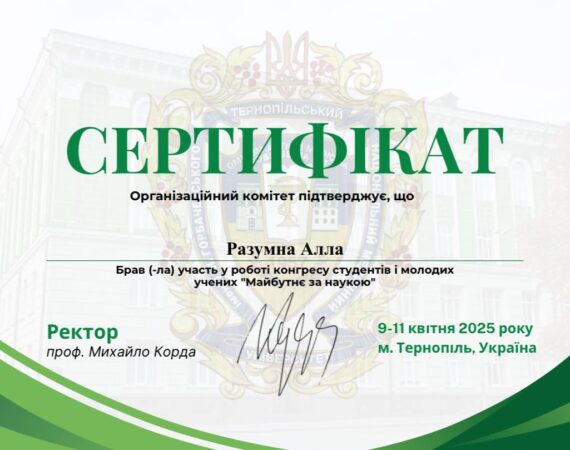 ТЕРНОПІЛЬСЬКИЙ
СЕРТИФІКАТ
Організаційний комітет підтверджує, що
Разумна Алла
Брав (-ла) участь у роботі конгресу студентів і молодих
учених "Майбутнє за наукою"
Ректор
проф. Михайло Корда
9-11 квітня 2025 року
м. Тернопіль, Україна